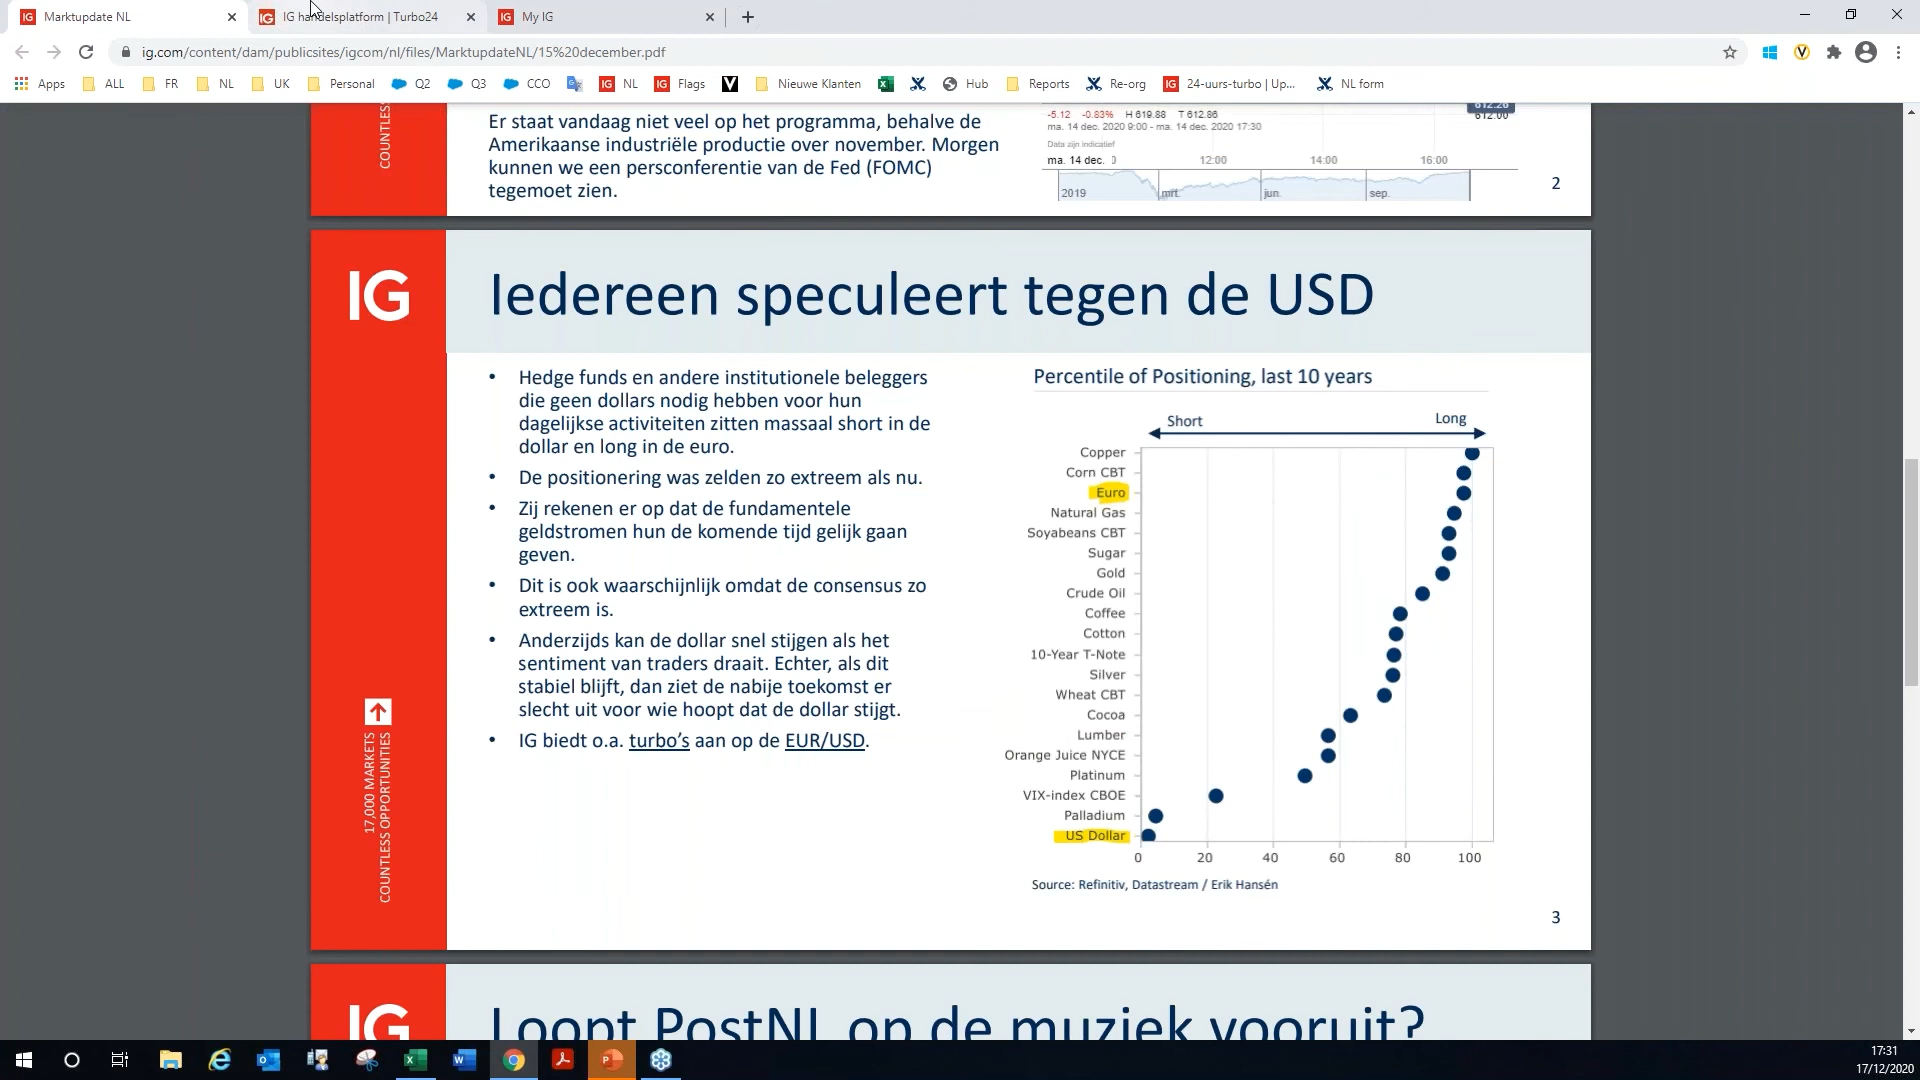 Marktupdate NL
IG handelsplatform | Turbo24
My IG
ig.com/content/dam/publicsites/igcom/nl/files/MarktupdateNL/15%20december.pdf
Apps ALL FR NL UK Personal Q2 Q3 CCO NL Flags Nieuwe Klanten Hub Reports Re-org 24-uurs-turbo | Up... NL form
COUNTLESS
Er staat vandaag niet veel op het programma, behalve de
Amerikaanse industriële productie over november. Morgen
kunnen we een persconferentie van de Fed (FOMC)
tegemoet zien.
612.26
612.00
-5.12 -0.83% H 619.88 T 612.86
ma. 14 dec. 2020 9:00 - ma. 14 dec. 2020 17:30
Data zijn indicatief
ma. 14 dec. 12:00 14:00 16:00
2019 mrt. jun. sep.
2
IG
Iedereen speculeert tegen de USD
• Hedge funds en andere institutionele beleggers
die geen dollars nodig hebben voor hun
dagelijkse activiteiten zitten massaal short in de
dollar en long in de euro.
• De positionering was zelden zo extreem als nu.
• Zij rekenen er op dat de fundamentele
geldstromen hun de komende tijd gelijk gaan
geven.
• Dit is ook waarschijnlijk omdat de consensus zo
extreem is.
• Anderzijds kan de dollar snel stijgen als het
sentiment van traders draait. Echter, als dit
stabiel blijft, dan ziet de nabije toekomst er
slecht uit voor wie hoopt dat de dollar stijgt.
• IG biedt o.a. turbo's aan op de EUR/USD.
17,000 MARKETS
COUNTLESS OPPORTUNITIES
Percentile of Positioning, last 10 years
Short Long
Copper
Corn CBT
Euro
Natural Gas
Soyabeans CBT
Sugar
Gold
Crude Oil
Coffee
Cotton
10-Year T-Note
Silver
Wheat CBT
Cocoa
Lumber
Orange Juice NYCE
Platinum
VIX-index CBOE
Palladium
US Dollar
0 20 40 60 80 100
Source: Refinitiv, Datastream / Erik Hansén
3
IG
Loopt PostNL op de muziek vooruit?
17:31
17/12/2020